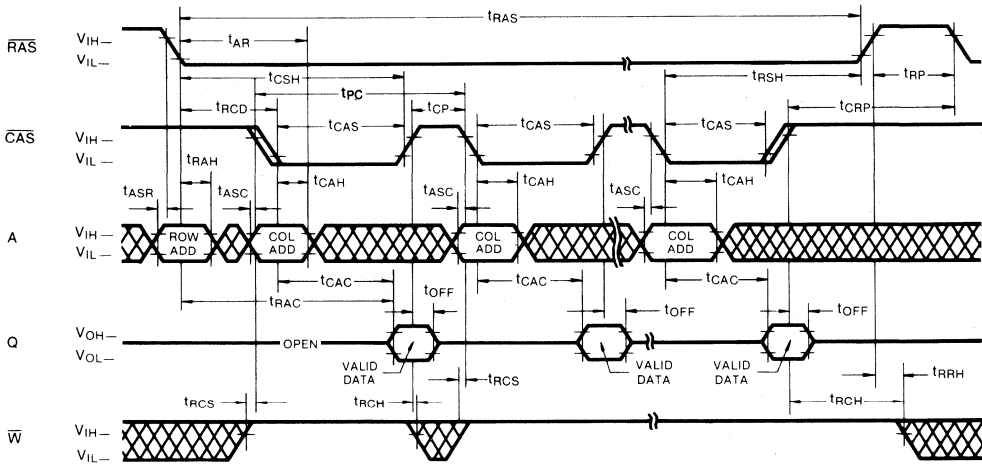 tRAS
RAS
VIH
VIL
tAR
tCSH
tRSH
tRP
tPC
tRCD
tCP
tCRP
CAS
VIH
VIL
tCAS
tCAS
tCAS
tRAH
tCAH
tCAH
tCAH
tASR
tASC
tASC
tASC
A
VIH
VIL
ROW
ADD
COL
ADD
COL
ADD
COL
ADD
tCAC
tCAC
tCAC
tRAC
tOFF
tOFF
tOFF
Q
VOH
VOL
OPEN
VALID
DATA
VALID
DATA
VALID
DATA
tRCS
tRRH
tRCS
tRCH
tRCH
W
VIH
VIL